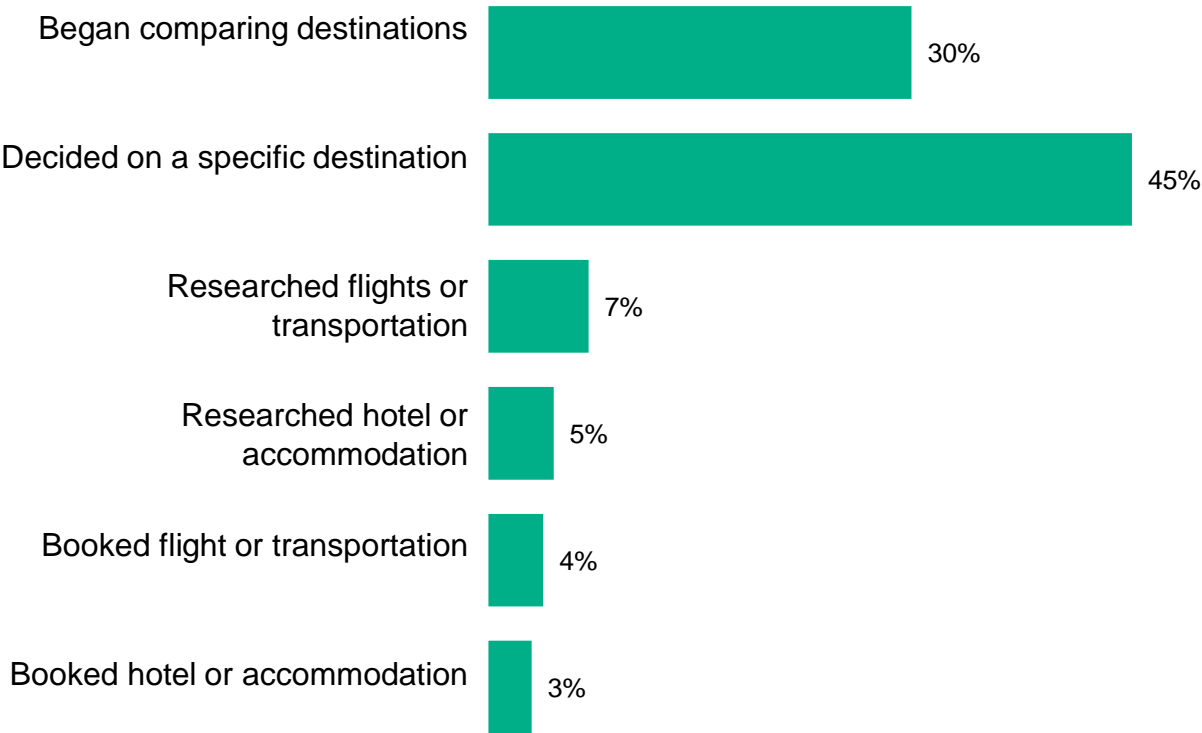 Began comparing destinations
30%
Decided on a specific destination
45%
Researched flights or
transportation
7%
Researched hotel or
accommodation
5%
Booked flight or transportation
4%
Booked hotel or accommodation
3%